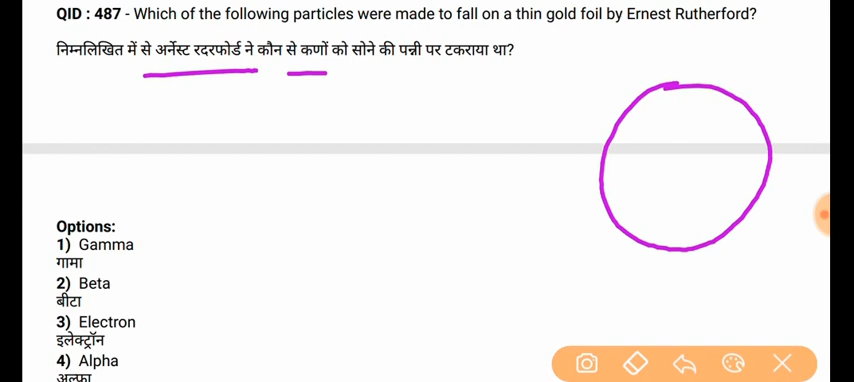 QID : 487 - Which of the following particles were made to fall on a thin gold foil by Ernest Rutherford?
निम्नलिखित में से अर्नेस्ट रदरफोर्ड ने कौन से कणों को सोने की पन्नी पर टकराया था?
Options:
1) Gamma
गामा
2) Beta
बीटा
3) Electron
इलेक्ट्रॉन
4) Alpha
अल्फा